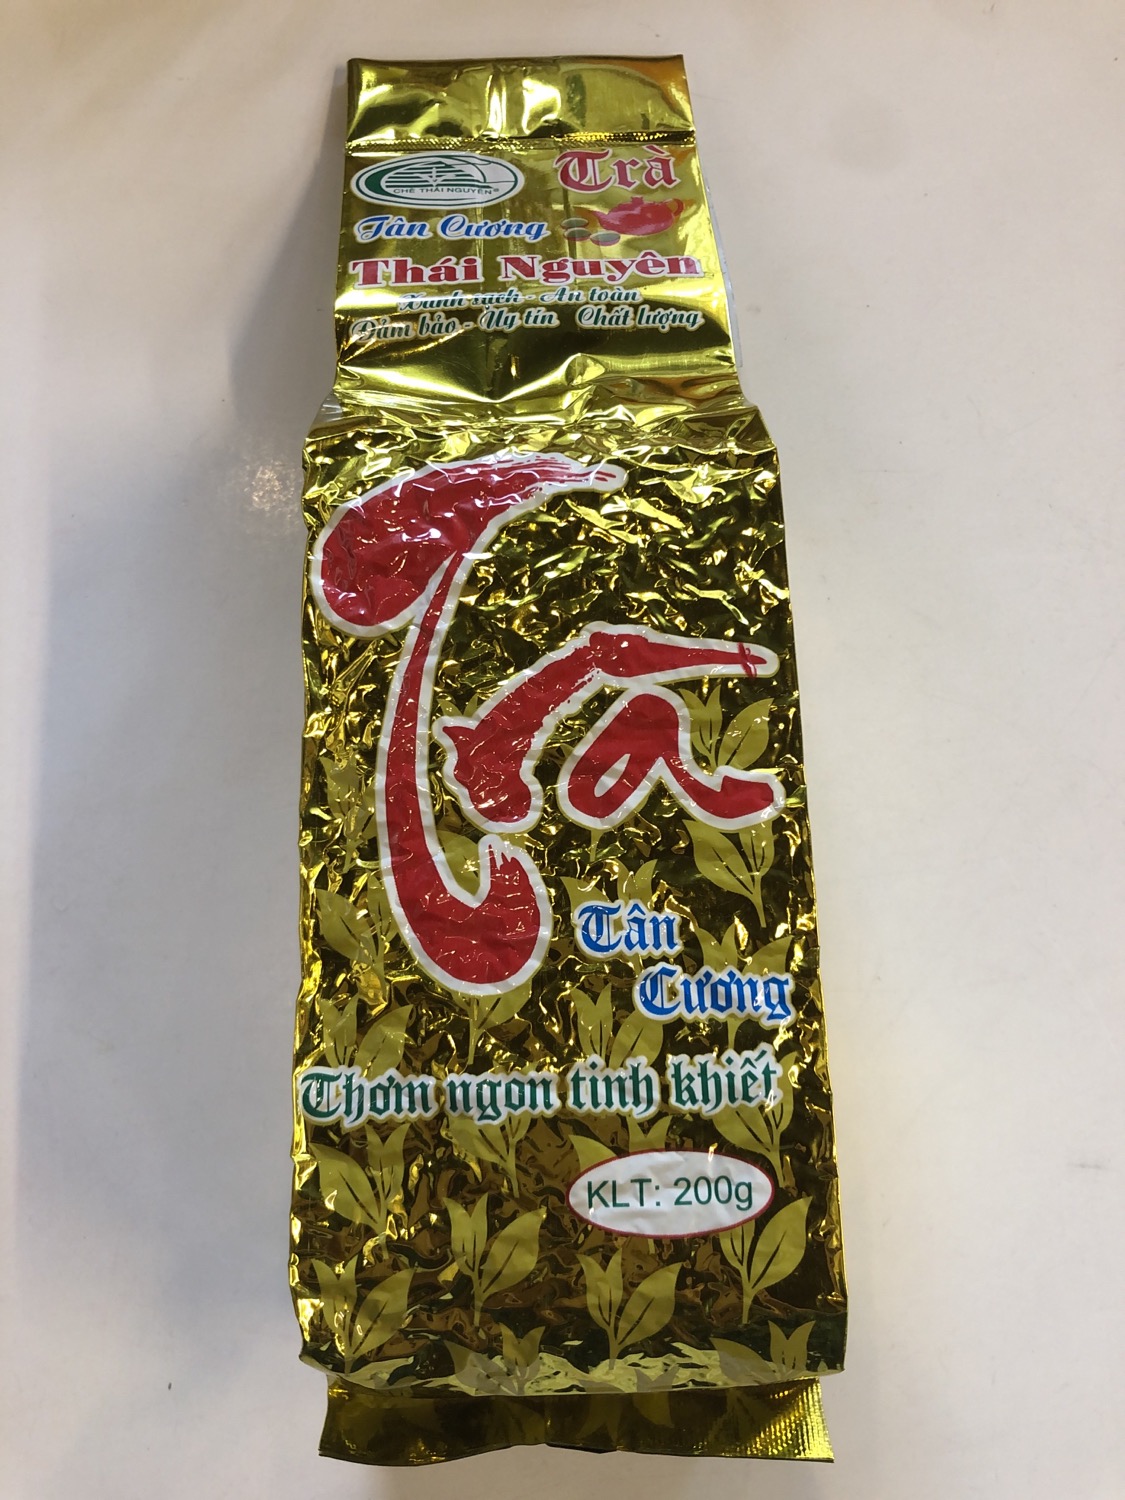 CHÈ THÁI NGUYÊN®
Trà
Tân Cương
Thái Nguyên
Xanh sạch - An toàn
Đảm bảo - Uy tín Chất lượng
Trà
Tân
Cương
Thơm ngon tinh khiết
KLT: 200g